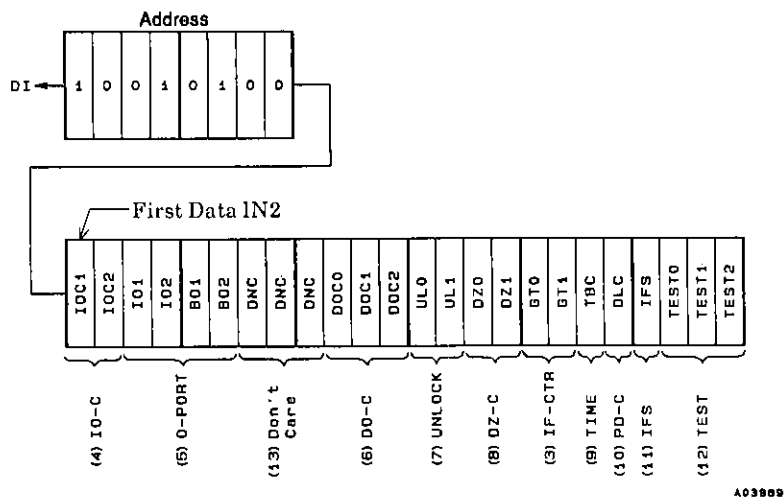 Address
DI 1 0 0 1 0 1 0 0
First Data IN2
IOC1 IOC2 IO1 IO2 BO1 BO2 DNC DNC DNC DOC0 DOC1 DOC2 UL0 UL1 DZ0 DZ1 GT0 GT1 TBC DLC IFS TEST0 TEST1 TEST2
(4) IO-C
(5) O-PORT
(13) Don't Care
(6) DO-C
(7) UNLOCK
(8) DZ-C
(3) IF-CTR
(9) TIME
(10) PD-C
(11) IFS
(12) TEST
A03989